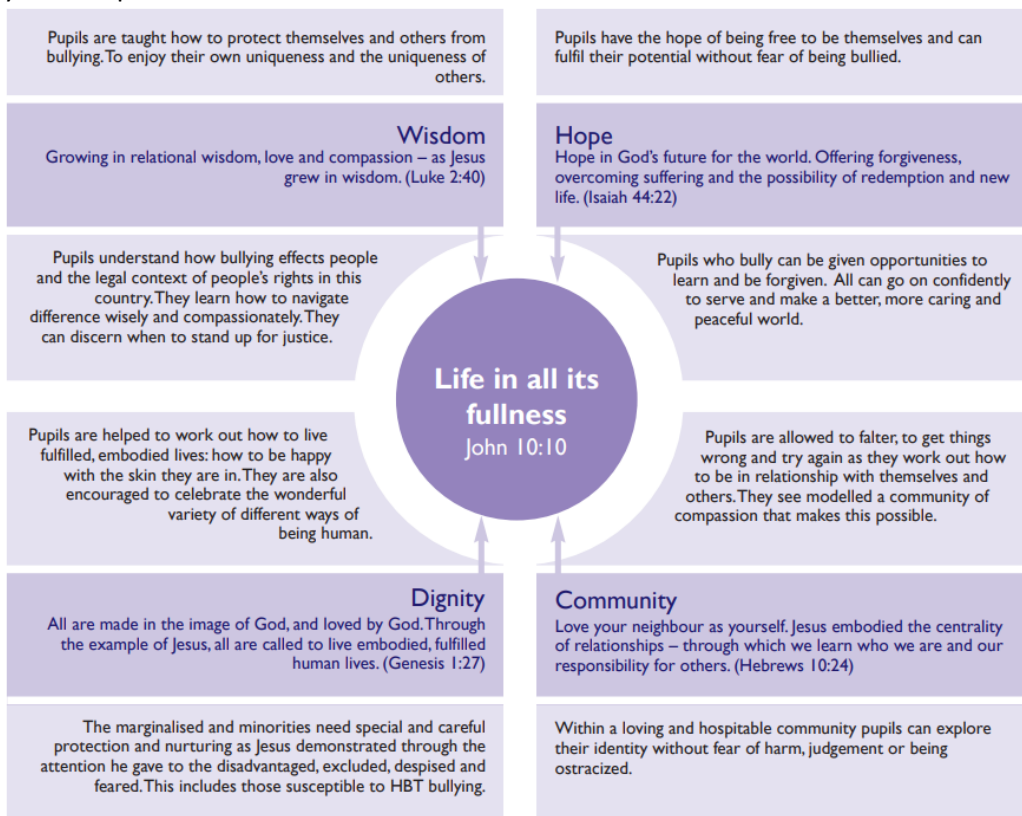 Pupils are taught how to protect themselves and others from
bullying. To enjoy their own uniqueness and the uniqueness of
others.
Pupils have the hope of being free to be themselves and can
fulfil their potential without fear of being bullied.
Wisdom
Growing in relational wisdom, love and compassion – as Jesus
grew in wisdom. (Luke 2:40)
Hope
Hope in God's future for the world. Offering forgiveness,
overcoming suffering and the possibility of redemption and new
life. (Isaiah 44:22)
Pupils understand how bullying effects people
and the legal context of people's rights in this
country. They learn how to navigate
difference wisely and compassionately. They
can discern when to stand up for justice.
Pupils who bully can be given opportunities to
learn and be forgiven. All can go on confidently
to serve and make a better, more caring and
peaceful world.
Life in all its
fullness
John 10:10
Pupils are helped to work out how to live
fulfilled, embodied lives: how to be happy
with the skin they are in. They are also
encouraged to celebrate the wonderful
variety of different ways of
being human.
Pupils are allowed to falter, to get things
wrong and try again as they work out how
to be in relationship with themselves and
others. They see modelled a community of
compassion that makes this possible.
Dignity
All are made in the image of God, and loved by God. Through
the example of Jesus, all are called to live embodied, fulfilled
human lives. (Genesis 1:27)
Community
Love your neighbour as yourself. Jesus embodied the centrality
of relationships – through which we learn who we are and our
responsibility for others. (Hebrews 10:24)
The marginalised and minorities need special and careful
protection and nurturing as Jesus demonstrated through the
attention he gave to the disadvantaged, excluded, despised and
feared. This includes those susceptible to HBT bullying.
Within a loving and hospitable community pupils can explore
their identity without fear of harm, judgement or being
ostracized.